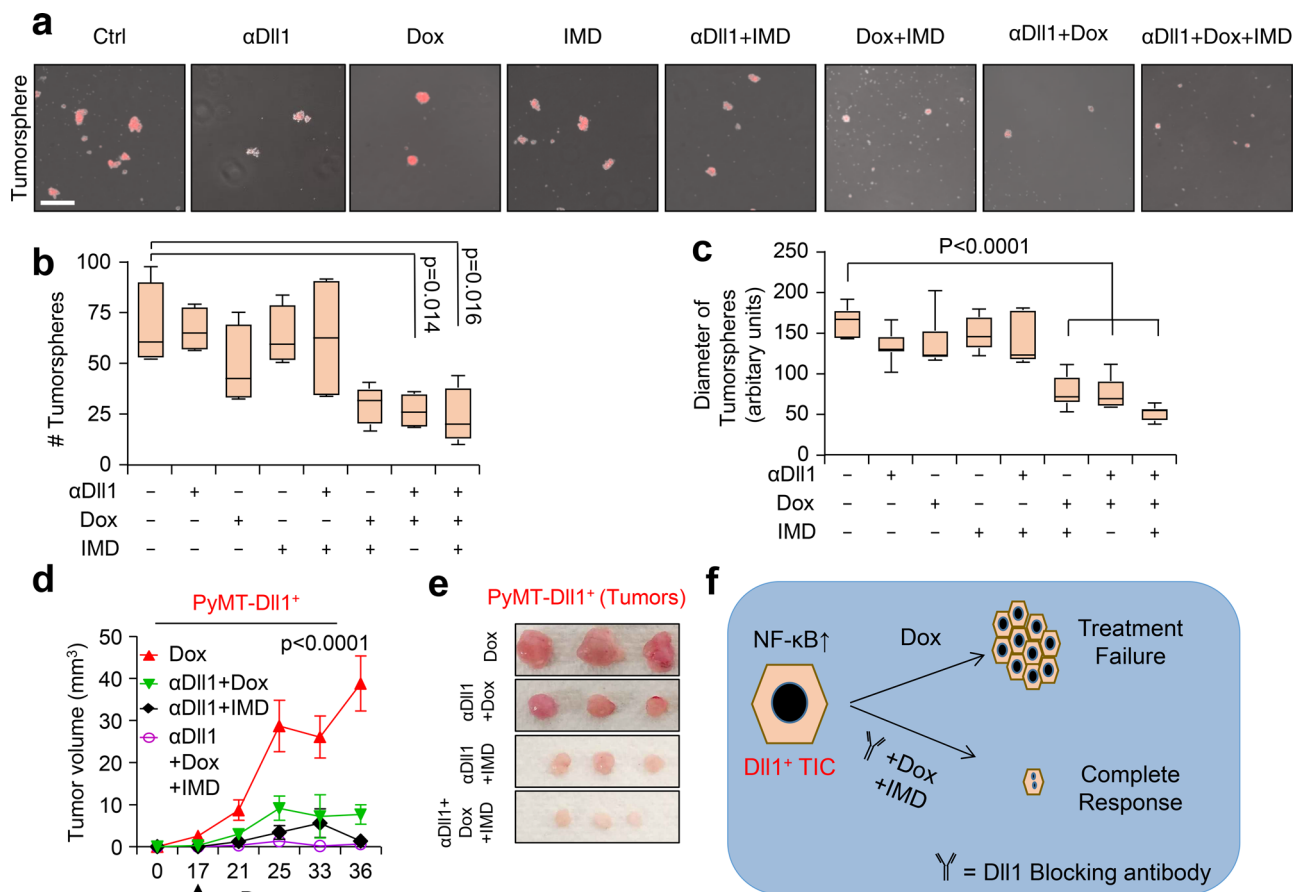 a
Ctrl
αDll1
Dox
IMD
αDll1+IMD
Dox+IMD
αDll1+Dox
αDll1+Dox+IMD
Tumorsphere
b
# Tumorspheres
100
75
50
25
0
p=0.014
p=0.016
αDll1 − + − − + − + +
Dox − − + − − + + +
IMD − − − + + + − +
c
Diameter of
Tumorspheres
(arbitary units)
250
200
150
100
50
0
P<0.0001
αDll1 − + − − + − + +
Dox − − + − − + + +
IMD − − − + + + − +
d
PyMT-Dll1+
p<0.0001
Tumor volume (mm3)
50
40
30
20
10
0
Dox
αDll1+Dox
αDll1+IMD
αDll1
+Dox
+IMD
0 17 21 25 33 36
e
PyMT-Dll1+ (Tumors)
Dox
αDll1
+Dox
αDll1
+IMD
αDll1+
Dox
+IMD
f
NF-κB↑
Dll1+ TIC
Dox
Treatment
Failure
+Dox
+IMD
Complete
Response
= Dll1 Blocking antibody